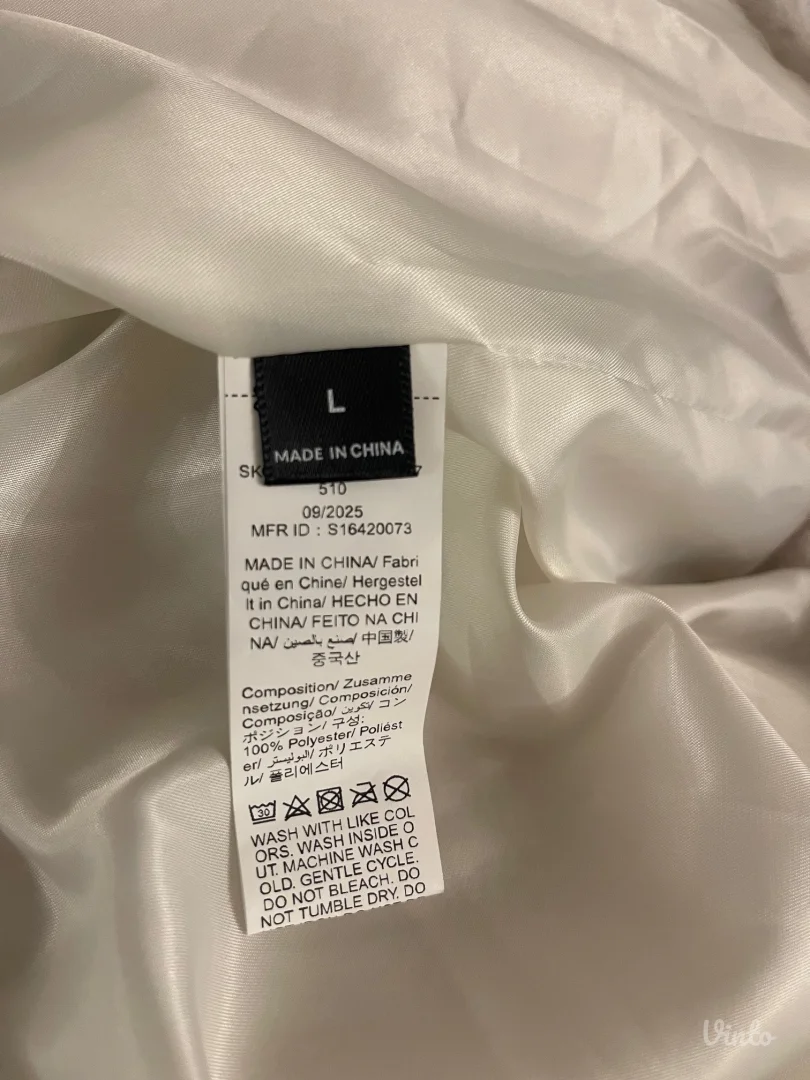 L
MADE IN CHINA
SK
7
510
09/2025
MFR ID : S16420073
MADE IN CHINA/ Fabri
qué en Chine/ Hergestel
lt in China/ HECHO EN
CHINA/ FEITO NA CHI
NA/ صنع بالصين/ 中国製/
중국산
Composition/ Zusamme
nsetzung/ Composición/
Composição/ تكوين/ コン
ポジション/ 구성:
100% Polyester/ Poliést
er/ البوليستر/ ポリエステ
ル/ 폴리에스터
30
WASH WITH LIKE COL
ORS. WASH INSIDE O
UT. MACHINE WASH C
OLD. GENTLE CYCLE.
DO NOT BLEACH. DO
NOT TUMBLE DRY. DO
Vinto